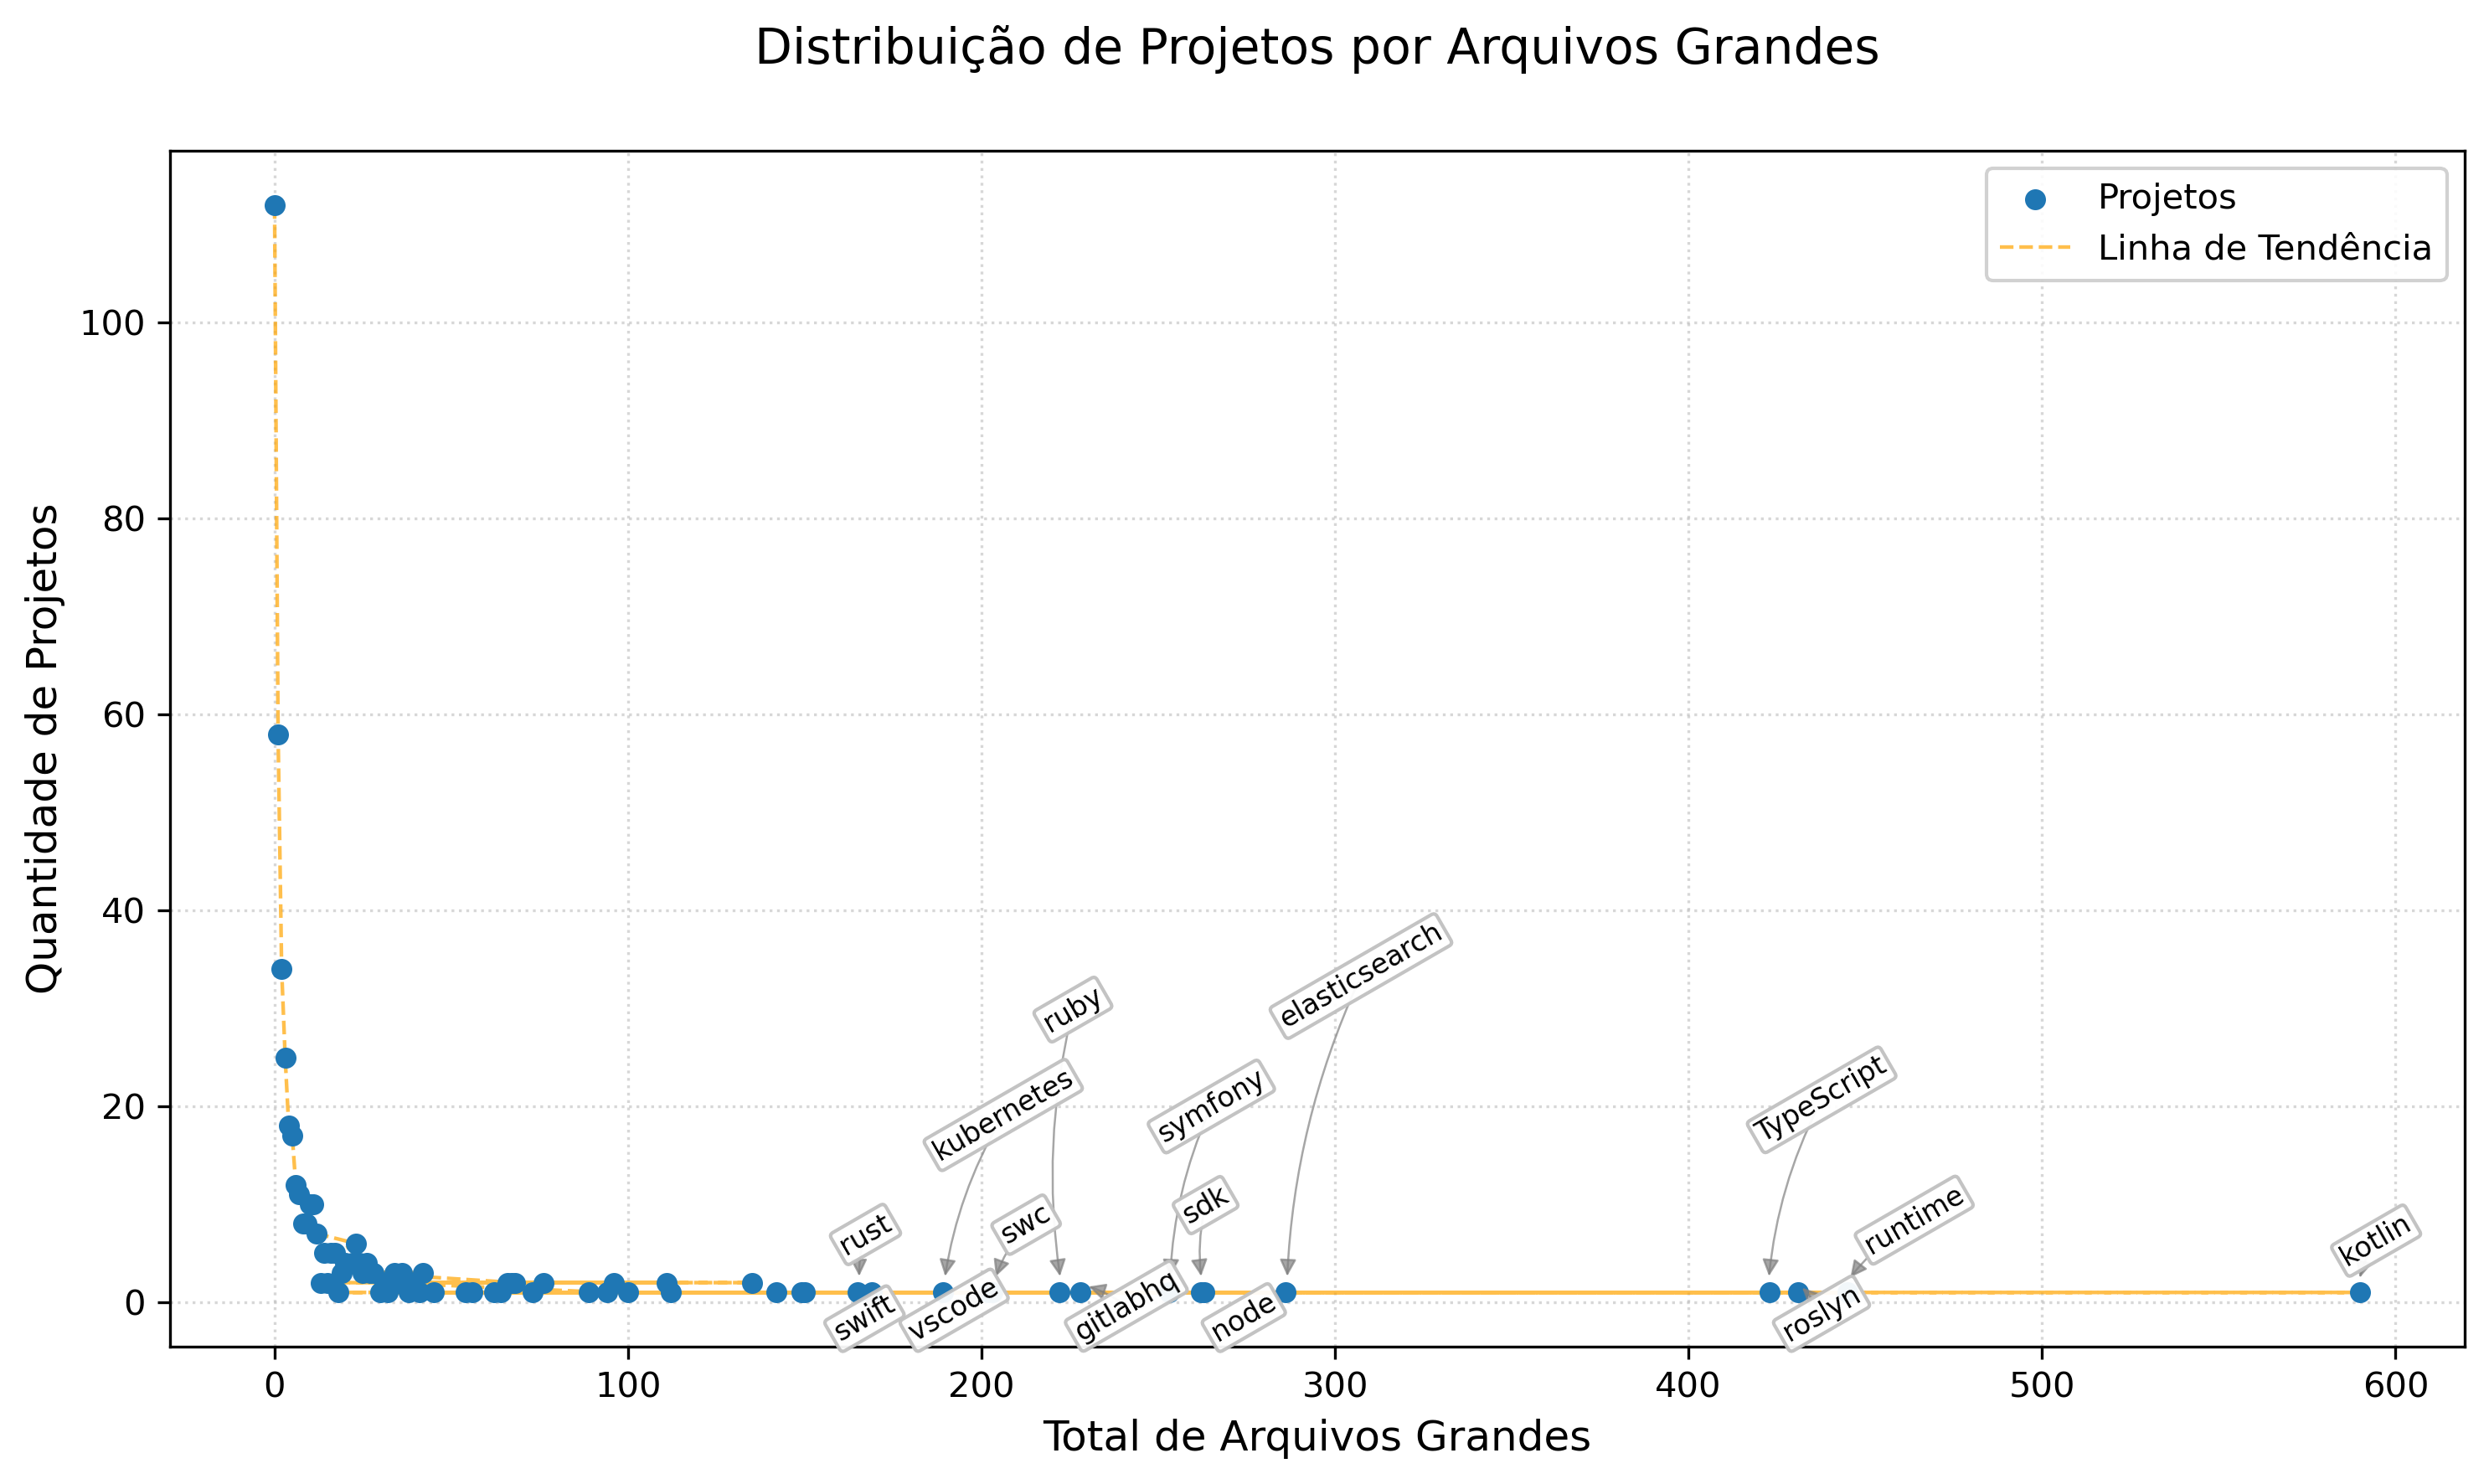 Distribuição de Projetos por Arquivos Grandes
Projetos
Linha de Tendência
Quantidade de Projetos
100
80
60
40
20
0
elasticsearch
ruby
kubernetes
symfony
TypeScript
rust
swc
sdk
runtime
kotlin
swift
vscode
gitlabhq
node
roslyn
0
100
200
300
400
500
600
Total de Arquivos Grandes